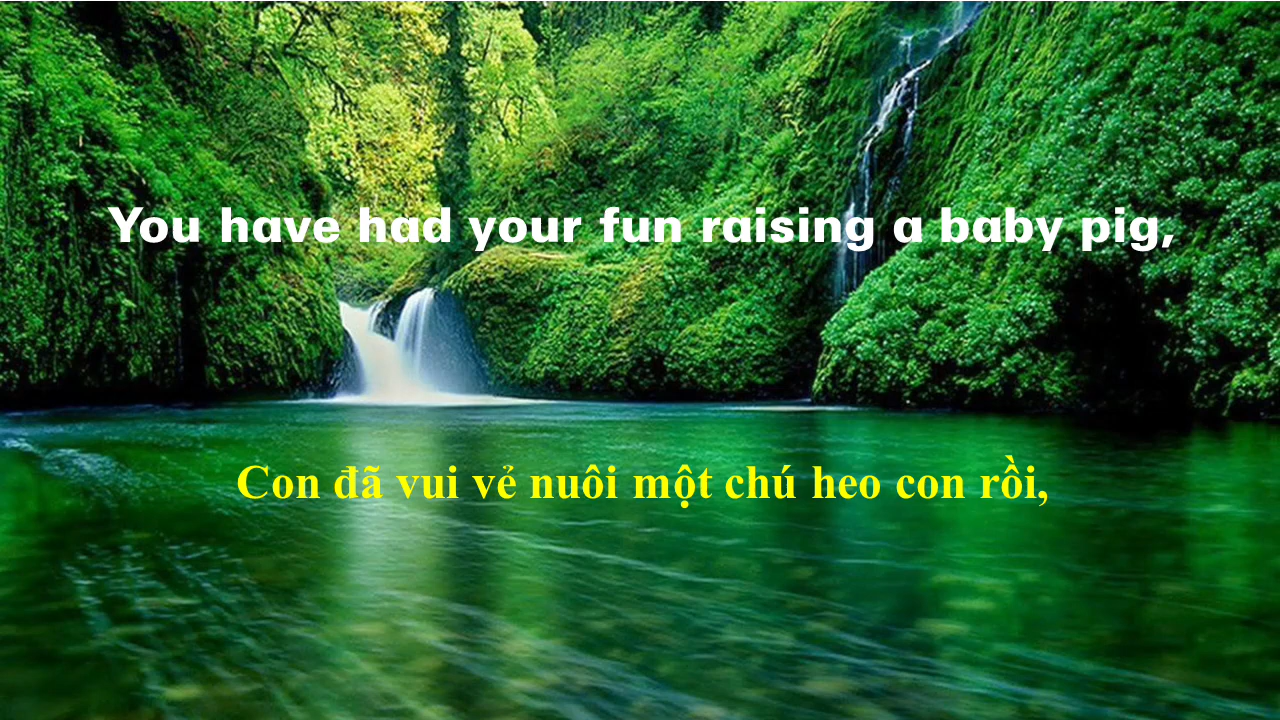 You have had your fun raising a baby pig,
Con đã vui vẻ nuôi một chú heo con rồi,